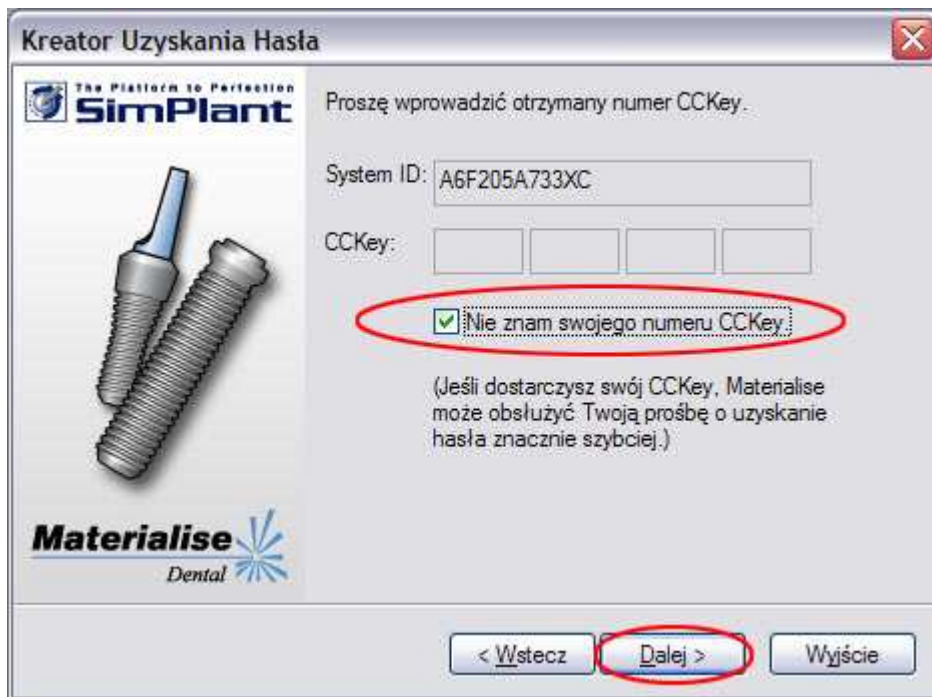 Kreator Uzyskania Hasła
The Platform to Perfection
SimPlant
Proszę wprowadzić otrzymany numer CCKey.
System ID: A6F205A733XC
CCKey:
Nie znam swojego numeru CCKey.
(Jeśli dostarczysz swój CCKey, Materialise
może obsłużyć Twoją prośbę o uzyskanie
hasła znacznie szybciej.)
Materialise
Dental
< Wstecz Dalej > Wyjście